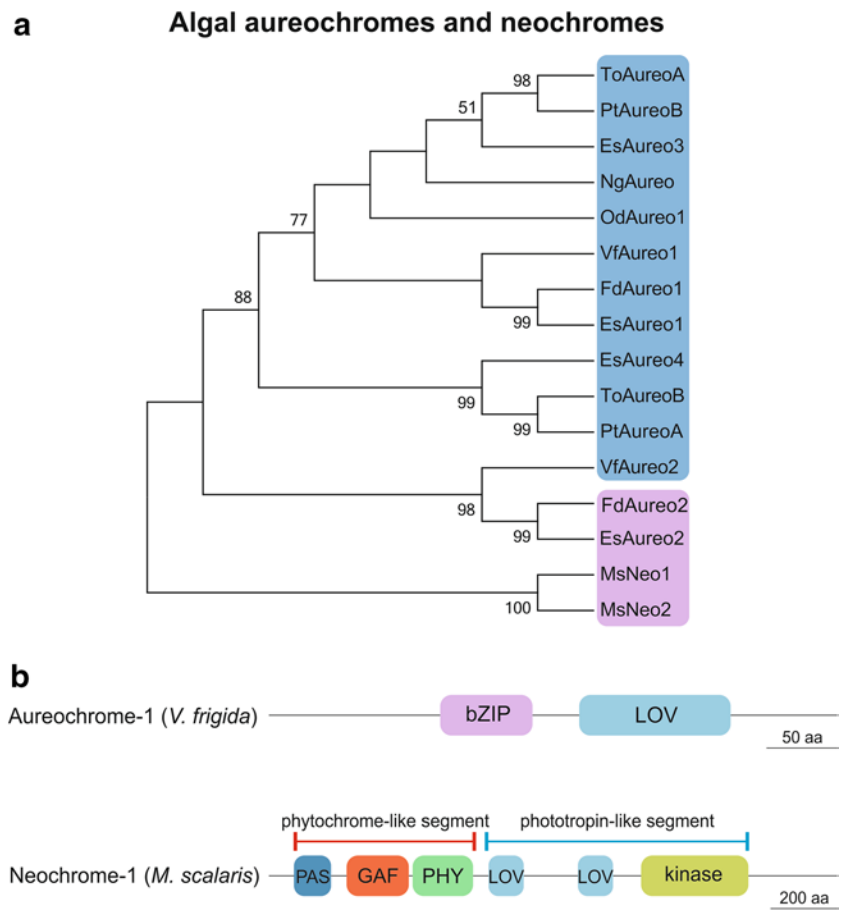 a
Algal aureochromes and neochromes
98
ToAureoA
51
PtAureoB
EsAureo3
NgAureo
77
OdAureo1
VfAureo1
88
FdAureo1
99
EsAureo1
EsAureo4
99
ToAureoB
99
PtAureoA
VfAureo2
98
FdAureo2
99
EsAureo2
MsNeo1
100
MsNeo2
b
Aureochrome-1 (V. frigida)
bZIP
LOV
50 aa
phytochrome-like segment
phototropin-like segment
Neochrome-1 (M. scalaris)
PAS
GAF
PHY
LOV
LOV
kinase
200 aa